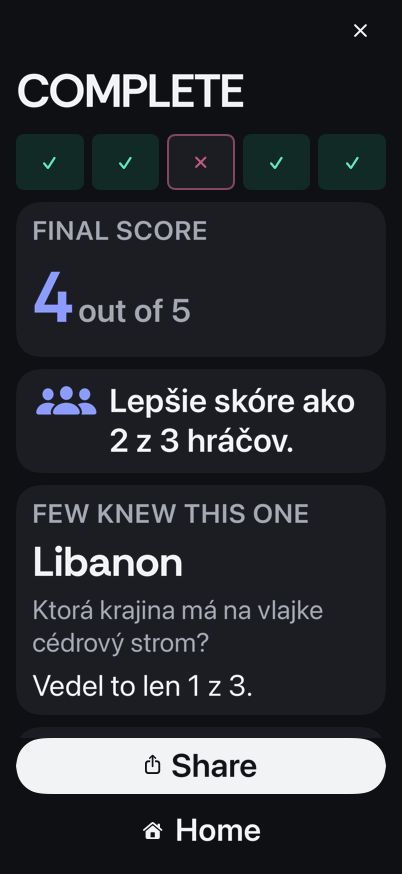 COMPLETE
FINAL SCORE
4 out of 5
Lepšie skóre ako
2 z 3 hráčov.
FEW KNEW THIS ONE
Libanon
Ktorá krajina má na vlajke
cédrový strom?
Vedel to len 1 z 3.
Share
Home